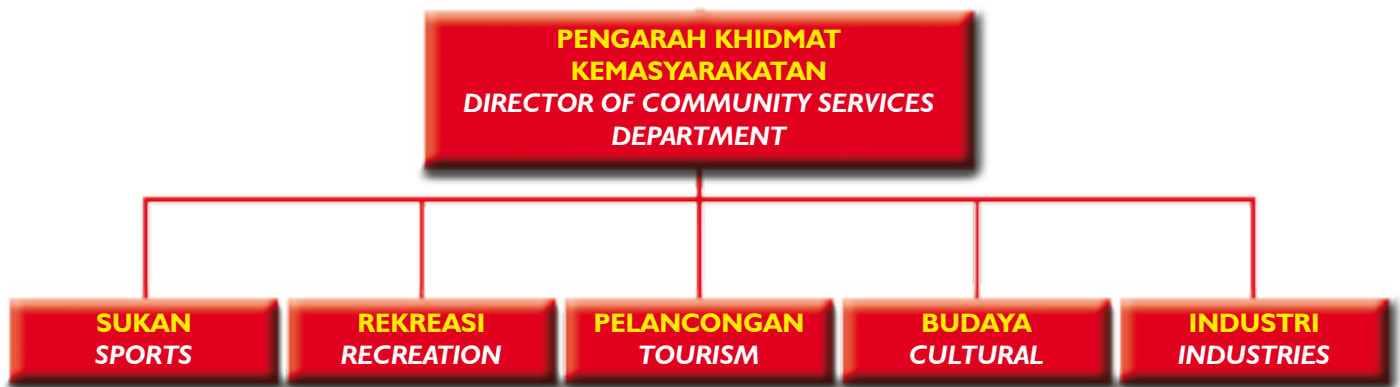 PENGARAH KHIDMAT
KEMASYARAKATAN
DIRECTOR OF COMMUNITY SERVICES
DEPARTMENT
SUKAN
SPORTS
REKREASI
RECREATION
PELANCONGAN
TOURISM
BUDAYA
CULTURAL
INDUSTRI
INDUSTRIES